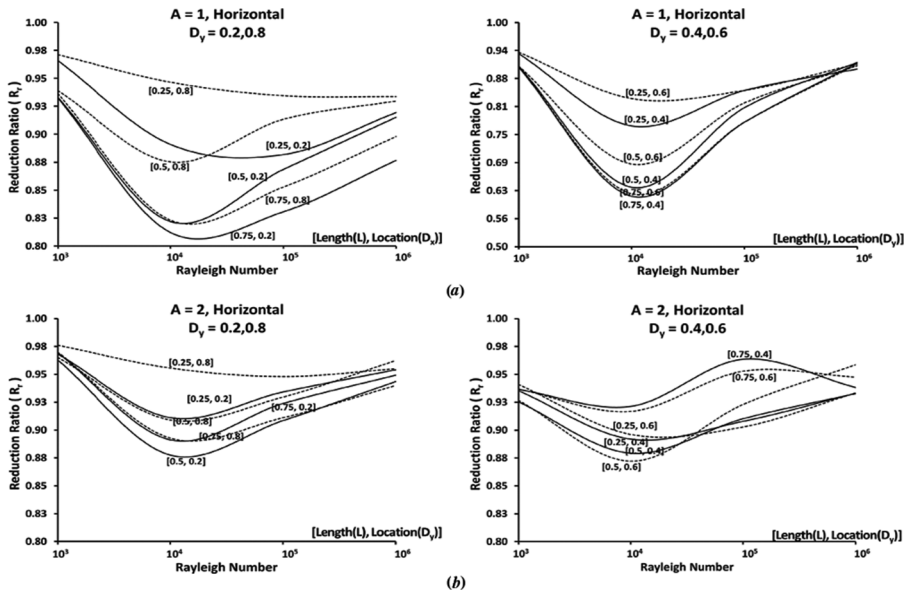 A = 1, Horizontal
D_y = 0.2,0.8
Reduction Ratio ( R_r )
1.00
0.98
0.95
0.93
0.90
0.88
0.85
0.83
0.80
[0.25, 0.8]
[0.25, 0.2]
[0.5, 0.8]
[0.5, 0.2]
[0.75, 0.8]
[0.75, 0.2]
[Length(L), Location(D_x)]
10³ 10⁴ 10⁵ 10⁶
Rayleigh Number
A = 1, Horizontal
D_y = 0.4,0.6
Reduction Ratio ( R_r )
1.00
0.94
0.88
0.81
0.75
0.69
0.63
0.56
0.50
[0.25, 0.6]
[0.25, 0.4]
[0.5, 0.6]
[0.5, 0.4]
[0.75, 0.6]
[0.75, 0.4]
[Length(L), Location(D_y)]
10³ 10⁴ 10⁵ 10⁶
Rayleigh Number
(a)
A = 2, Horizontal
D_y = 0.2,0.8
Reduction Ratio ( R_r )
1.00
0.98
0.95
0.93
0.90
0.88
0.85
0.83
0.80
[0.25, 0.8]
[0.25, 0.2]
[0.75, 0.2]
[0.5, 0.8]
[0.75, 0.8]
[0.5, 0.2]
[Length(L), Location(D_y)]
10³ 10⁴ 10⁵ 10⁶
Rayleigh Number
A = 2, Horizontal
D_y = 0.4,0.6
Reduction Ratio ( R_r )
1.00
0.98
0.95
0.93
0.90
0.88
0.85
0.83
0.80
[0.75, 0.4]
[0.75, 0.6]
[0.25, 0.6]
[0.25, 0.4]
[0.5, 0.4]
[0.5, 0.6]
[Length(L), Location(D_y)]
10³ 10⁴ 10⁵ 10⁶
Rayleigh Number
(b)